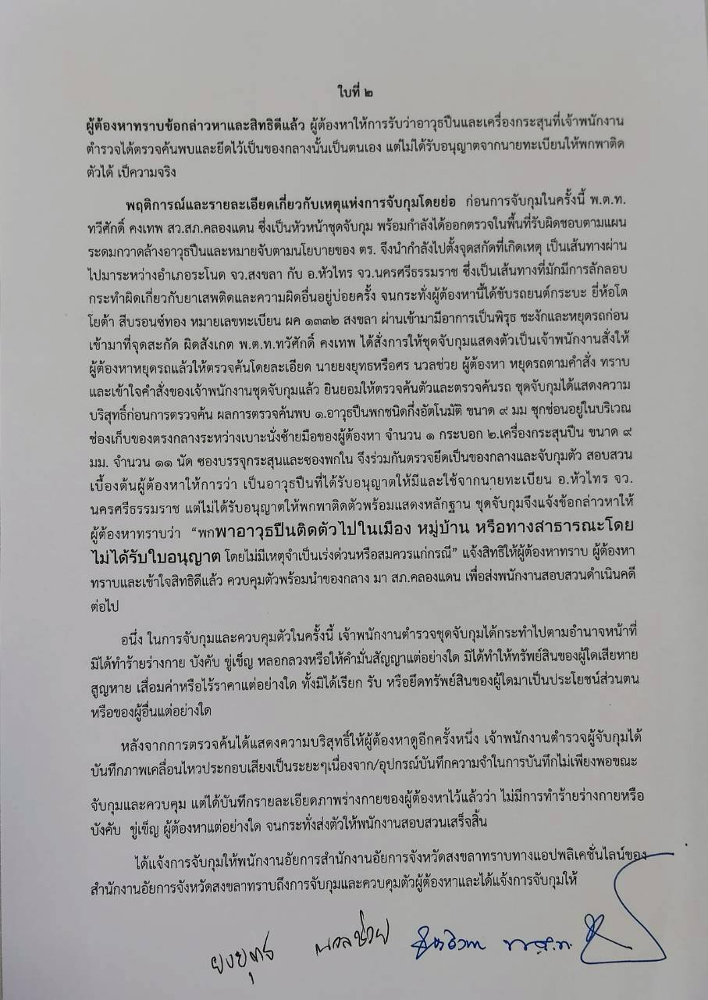 ใบที่ ๒
ผู้ต้องหาทราบข้อกล่าวหาและสิทธิดีแล้ว ผู้ต้องหาให้การรับว่าอาวุธปืนและเครื่องกระสุนที่เจ้าพนักงาน
ตำรวจได้ตรวจค้นพบและยึดไว้เป็นของกลางนั้นเป็นตนเอง แต่ไม่ได้รับอนุญาตจากนายทะเบียนให้พกพาติด
ตัวได้ เป็ความจริง
พฤติการณ์และรายละเอียดเกี่ยวกับเหตุแห่งการจับกุมโดยย่อ ก่อนการจับกุมในครั้งนี้ พ.ต.ท.
ทวีศักดิ์ คงเทพ สว.สภ.คลองแดน ซึ่งเป็นหัวหน้าชุดจับกุม พร้อมกำลังได้ออกตรวจในพื้นที่รับผิดชอบตามแผน
ระดมกวาดล้างอาวุธปืนและหมายจับตามนโยบายของ ตร. จึงนำกำลังไปตั้งจุดสกัดที่เกิดเหตุ เป็นเส้นทางผ่าน
ไปมาระหว่างอำเภอระโนด จว.สงขลา กับ อ.หัวไทร จว.นครศรีธรรมราช ซึ่งเป็นเส้นทางที่มักมีการลักลอบ
กระทำผิดเกี่ยวกับยาเสพติดและความผิดอื่นอยู่บ่อยครั้ง จนกระทั่งผู้ต้องหานี้ได้ขับรถยนต์กระบะ ยี่ห้อโต
โยต้า สีบรอนซ์ทอง หมายเลขทะเบียน ผค ๑๓๓๒ สงขลา ผ่านเข้ามามีอาการเป็นพิรุธ ชะงักและหยุดรถก่อน
เข้ามาที่จุดสะกัด ผิดสังเกต พ.ต.ท.ทวัศักดิ์ คงเทพ ได้สั่งการให้ชุดจับกุมแสดงตัวเป็นเจ้าพนักงานสั่งให้
ผู้ต้องหาหยุดรถแล้วให้ตรวจค้นโดยละเอียด นายยงยุทธหรือศร นวลช่วย ผู้ต้องหา หยุดรถตามคำสั่ง ทราบ
และเข้าใจคำสั่งของเจ้าพนักงานชุดจับกุมแล้ว ยินยอมให้ตรวจค้นตัวและตรวจค้นรถ ชุดจับกุมได้แสดงความ
บริสุทธิ์ก่อนการตรวจค้น ผลการตรวจค้นพบ ๑.อาวุธปืนพกชนิดกึ่งอัตโนมัติ ขนาด ๙ มม ซุกซ่อนอยู่ในบริเวณ
ช่องเก็บของตรงกลางระหว่างเบาะนั่งซ้ายมือของผู้ต้องหา จำนวน ๑ กระบอก ๒.เครื่องกระสุนปืน ขนาด ๙
มม. จำนวน ๑๑ นัด ซองบรรจุกระสุนและซองพกใน จึงร่วมกันตรวจยึดเป็นของกลางและจับกุมตัว สอบสวน
เบื้องต้นผู้ต้องหาให้การว่า เป็นอาวุธปืนที่ได้รับอนุญาตให้มีและใช้จากนายทะเบียน อ.หัวไทร จว.
นครศรีธรรมราช แต่ไม่ได้รับอนุญาตให้พกพาติดตัวพร้อมแสดงหลักฐาน ชุดจับกุมจึงแจ้งข้อกล่าวหาให้
ผู้ต้องหาทราบว่า “พกพาอาวุธปืนติดตัวไปในเมือง หมู่บ้าน หรือทางสาธารณะโดย
ไม่ได้รับใบอนุญาต โดยไม่มีเหตุจำเป็นเร่งด่วนหรือสมควรแก่กรณี” แจ้งสิทธิให้ผู้ต้องหาทราบ ผู้ต้องหา
ทราบและเข้าใจสิทธิดีแล้ว ควบคุมตัวพร้อมนำของกลาง มา สภ.คลองแดน เพื่อส่งพนักงานสอบสวนดำเนินคดี
ต่อไป
อนึ่ง ในการจับกุมและควบคุมตัวในครั้งนี้ เจ้าพนักงานตำรวจชุดจับกุมได้กระทำไปตามอำนาจหน้าที่
มิได้ทำร้ายร่างกาย บังคับ ขู่เข็ญ หลอกลวงหรือให้คำมั่นสัญญาแต่อย่างใด มิได้ทำให้ทรัพย์สินของผู้ใดเสียหาย
สูญหาย เสื่อมค่าหรือไร้ราคาแต่อย่างใด ทั้งมิได้เรียก รับ หรือยึดทรัพย์สินของผู้ใดมาเป็นประโยชน์ส่วนตน
หรือของผู้อื่นแต่อย่างใด
หลังจากการตรวจค้นได้แสดงความบริสุทธิ์ให้ผู้ต้องหาดูอีกครั้งหนึ่ง เจ้าพนักงานตำรวจผู้จับกุมได้
บันทึกภาพเคลื่อนไหวประกอบเสียงเป็นระยะๆเนื่องจาก/อุปกรณ์บันทึกความจำในการบันทึกไม่เพียงพอขณะ
จับกุมและควบคุม แต่ได้บันทึกรายละเอียดภาพร่างกายของผู้ต้องหาไว้แล้วว่า ไม่มีการทำร้ายร่างกายหรือ
บังคับ ขู่เข็ญ ผู้ต้องหาแต่อย่างใด จนกระทั่งส่งตัวให้พนักงานสอบสวนเสร็จสิ้น
ได้แจ้งการจับกุมให้พนักงานอัยการสำนักงานอัยการจังหวัดสงขลาทราบทางแอปพลิเคชั่นไลน์ของ
สำนักงานอัยการจังหวัดสงขลาทราบถึงการจับกุมและควบคุมตัวผู้ต้องหาและได้แจ้งการจับกุมให้
ยงยุทธ นวลช่วย